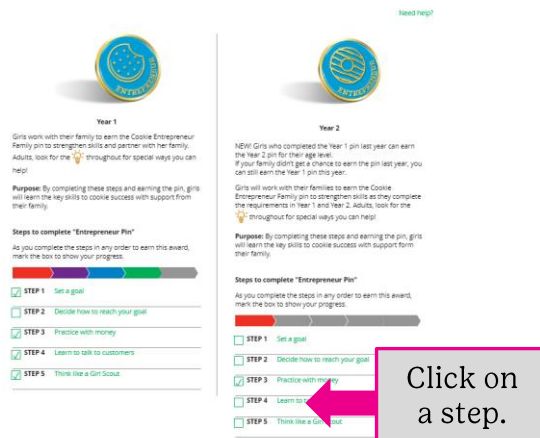 Need help?
ENTREPRENEUR
Year 1
Girls work with their family to earn the Cookie Entrepreneur
Family pin to strengthen skills and partner with her family.
Adults, look for the throughout for special ways you can
help!
Purpose: By completing these steps and earning the pin, girls
will learn the key skills to cookie success with support from
their family.
Steps to complete "Entrepreneur Pin"
As you complete the steps in any order to earn this award,
mark the box to show your progress.
STEP 1 Set a goal
STEP 2 Decide how to reach your goal
STEP 3 Practice with money
STEP 4 Learn to talk to customers
STEP 5 Think like a Girl Scout
ENTREPRENEUR
Year 2
NEW! Girls who completed the Year 1 pin last year can earn
the Year 2 pin for their age level.
If your family didn't get a chance to earn the pin last year, you
can still earn the Year 1 pin this year.
Girls will work with their families to earn the Cookie
Entrepreneur Family pin to strengthen skills as they complete
the requirements in Year 1 and Year 2. Adults, look for the
throughout for special ways you can help!
Purpose: By completing these steps and earning the pin, girls
will learn the key skills to cookie success with support form
their family.
Steps to complete "Entrepreneur Pin"
As you complete the steps in any order to earn this award,
mark the box to show your progress.
STEP 1 Set a goal
STEP 2 Decide how to reach your goal
STEP 3 Practice with money
STEP 4 Learn to
STEP 5 Think like a Girl Scout
Click on
a step.